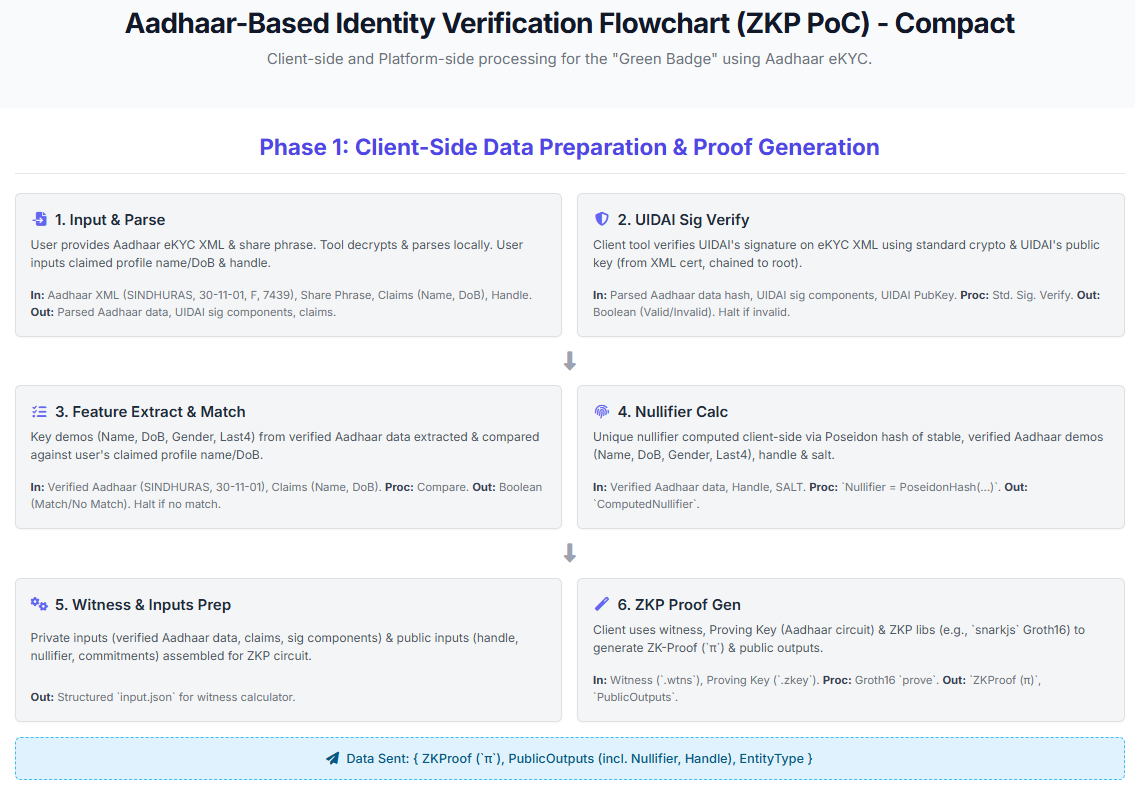 Aadhaar-Based Identity Verification Flowchart (ZKP PoC) - Compact
Client-side and Platform-side processing for the "Green Badge" using Aadhaar eKYC.
Phase 1: Client-Side Data Preparation & Proof Generation
1. Input & Parse
User provides Aadhaar eKYC XML & share phrase. Tool decrypts & parses locally. User
inputs claimed profile name/DoB & handle.
In: Aadhaar XML (SINDHURAS, 30-11-01, F, 7439), Share Phrase, Claims (Name, DoB), Handle.
Out: Parsed Aadhaar data, UIDAI sig components, claims.
2. UIDAI Sig Verify
Client tool verifies UIDAI's signature on eKYC XML using standard crypto & UIDAI's public
key (from XML cert, chained to root).
In: Parsed Aadhaar data hash, UIDAI sig components, UIDAI PubKey. Proc: Std. Sig. Verify. Out:
Boolean (Valid/Invalid). Halt if invalid.
3. Feature Extract & Match
Key demos (Name, DoB, Gender, Last4) from verified Aadhaar data extracted & compared
against user's claimed profile name/DoB.
In: Verified Aadhaar (SINDHURAS, 30-11-01), Claims (Name, DoB). Proc: Compare. Out: Boolean
(Match/No Match). Halt if no match.
4. Nullifier Calc
Unique nullifier computed client-side via Poseidon hash of stable, verified Aadhaar demos
(Name, DoB, Gender, Last4), handle & salt.
In: Verified Aadhaar data, Handle, SALT. Proc: `Nullifier = PoseidonHash(...)`. Out:
`ComputedNullifier`.
5. Witness & Inputs Prep
Private inputs (verified Aadhaar data, claims, sig components) & public inputs (handle,
nullifier, commitments) assembled for ZKP circuit.
Out: Structured `input.json` for witness calculator.
6. ZKP Proof Gen
Client uses witness, Proving Key (Aadhaar circuit) & ZKP libs (e.g., `snarkjs` Groth16) to
generate ZK-Proof (`π`) & public outputs.
In: Witness (`.wtns`), Proving Key (`.zkey`). Proc: Groth16 `prove`. Out: `ZKProof (π)`,
`PublicOutputs`.
Data Sent: { ZKProof (`π`), PublicOutputs (incl. Nullifier, Handle), EntityType }